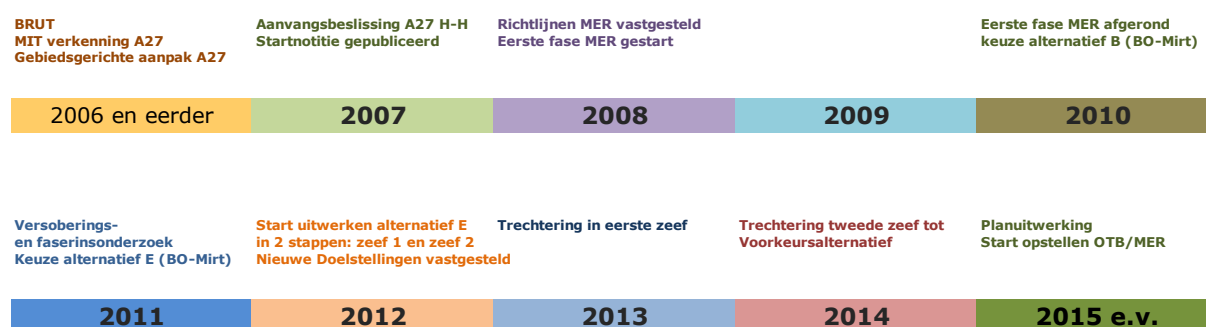 BRUT
MIT verkenning A27
Gebiedsgerichte aanpak A27
Aanvangsbeslissing A27 H-H
Startnotitie gepubliceerd
Richtlijnen MER vastgesteld
Eerste fase MER gestart
Eerste fase MER afgerond
keuze alternatief B (BO-Mirt)
2006 en eerder
2007
2008
2009
2010
Versoberings-
en faserinsonderzoek
Keuze alternatief E (BO-Mirt)
Start uitwerken alternatief E
in 2 stappen: zeef 1 en zeef 2
Nieuwe Doelstellingen vastgesteld
Trechtering in eerste zeef
Trechtering tweede zeef tot
Voorkeursalternatief
Planuitwerking
Start opstellen OTB/MER
2011
2012
2013
2014
2015 e.v.